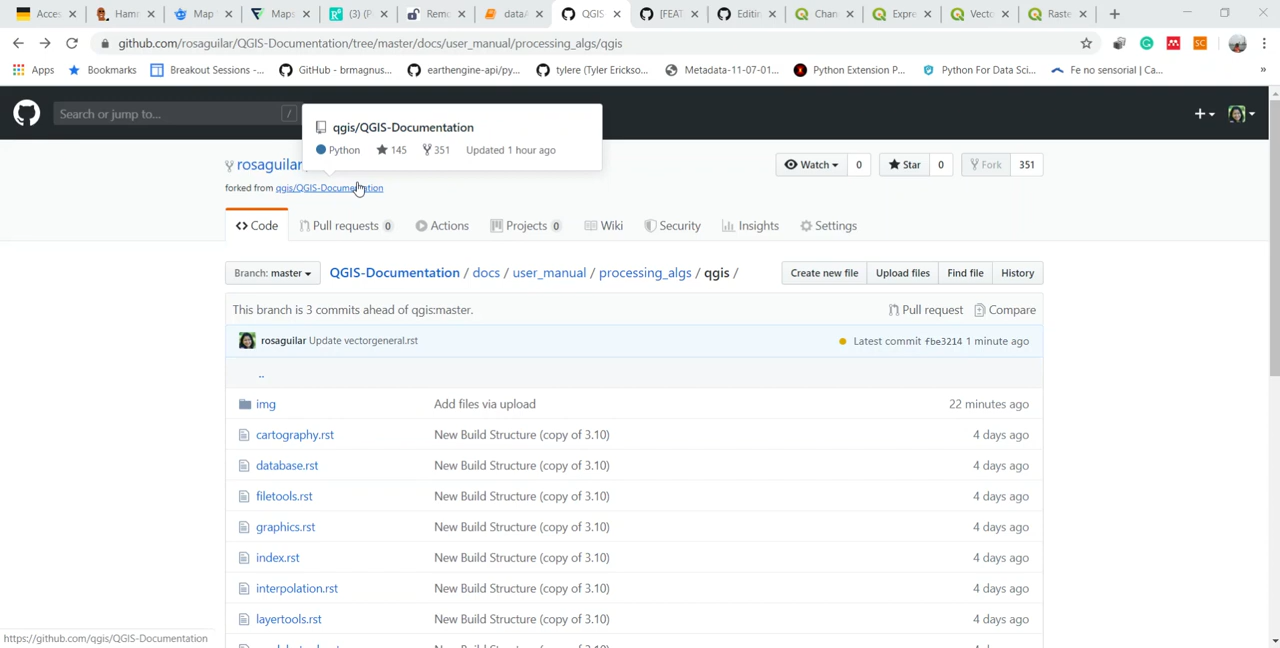 Acces Hamm Map Maps (3) (P Remo dataA QGIS [FEAT Editin Chan Expre Vecto Raste
github.com/rosaguilar/QGIS-Documentation/tree/master/docs/user_manual/processing_algs/qgis
Apps Bookmarks Breakout Sessions -... GitHub - brmagnus... earthengine-api/py... tylere (Tyler Erickso... Metadata-11-07-01... Python Extension P... Python For Data Sci... Fe no sensorial | Ca... »
Search or jump to... /
qgis/QGIS-Documentation
Python 145 351 Updated 1 hour ago
rosaguilar
Watch 0 Star 0 Fork 351
forked from qgis/QGIS-Documentation
Code Pull requests 0 Actions Projects 0 Wiki Security Insights Settings
Branch: master QGIS-Documentation / docs / user_manual / processing_algs / qgis / Create new file Upload files Find file History
This branch is 3 commits ahead of qgis:master. Pull request Compare
rosaguilar Update vectorgeneral.rst Latest commit fbe3214 1 minute ago
..
img Add files via upload 22 minutes ago
cartography.rst New Build Structure (copy of 3.10) 4 days ago
database.rst New Build Structure (copy of 3.10) 4 days ago
filetools.rst New Build Structure (copy of 3.10) 4 days ago
graphics.rst New Build Structure (copy of 3.10) 4 days ago
index.rst New Build Structure (copy of 3.10) 4 days ago
interpolation.rst New Build Structure (copy of 3.10) 4 days ago
layertools.rst New Build Structure (copy of 3.10) 4 days ago
https://github.com/qgis/QGIS-Documentation